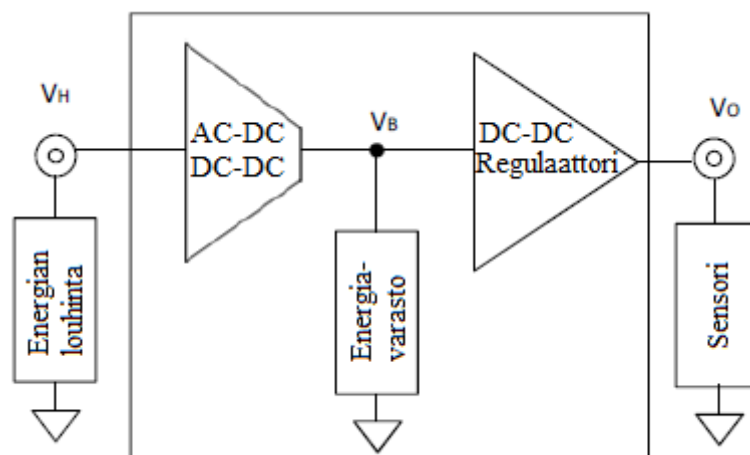 VH
AC-DC
DC-DC
VB
DC-DC
Regulaattori
VO
Energian
louhinta
Energia-
varasto
Sensori